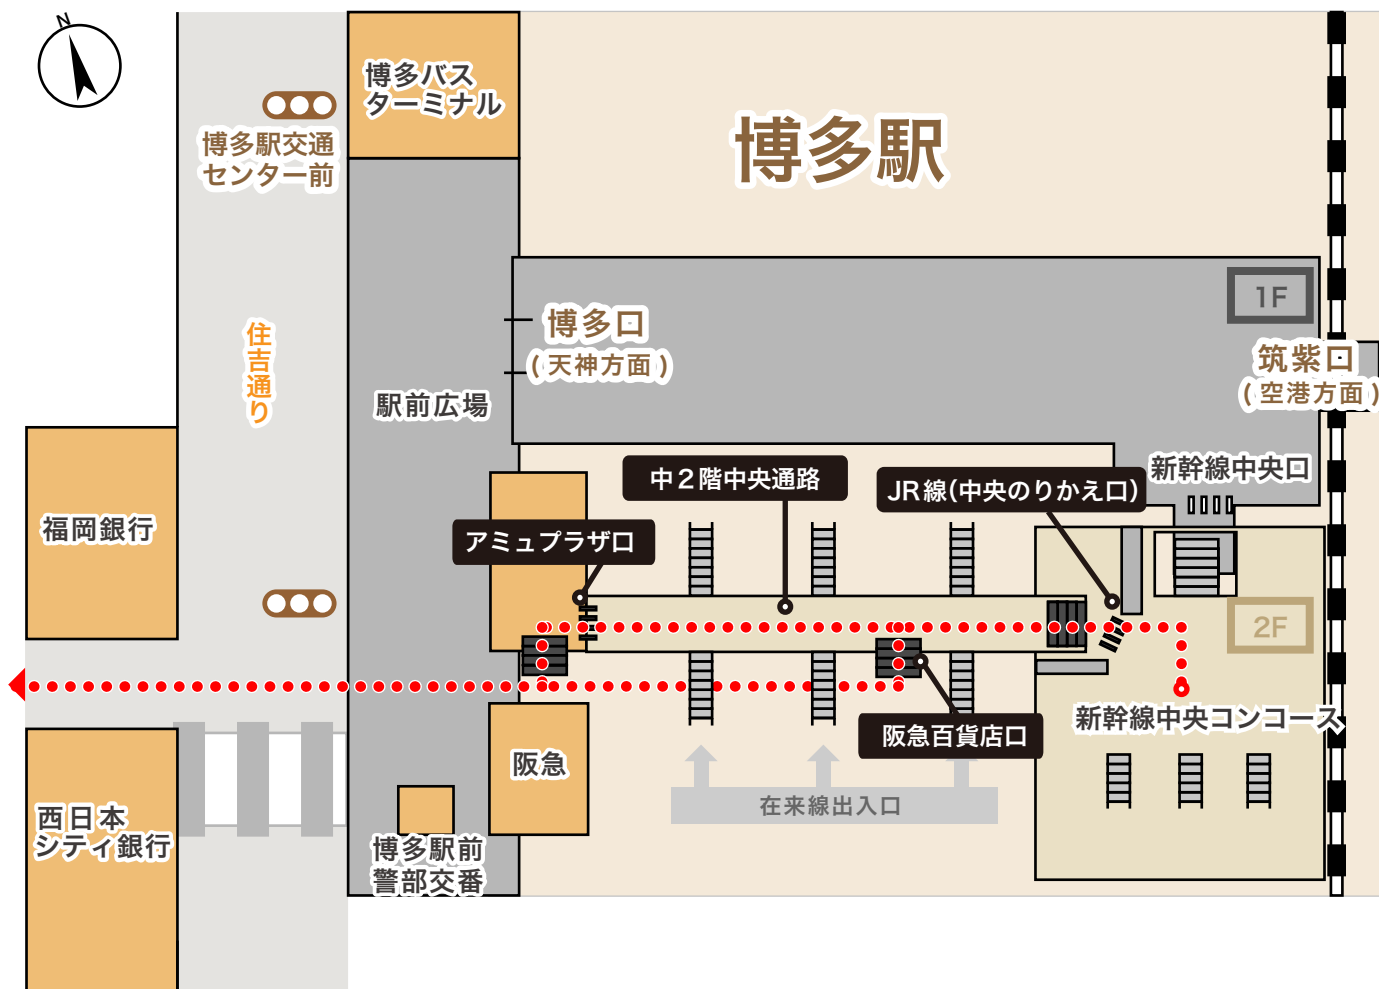 N
博多バス
ターミナル
博多駅
博多駅交通
センター前
1F
住吉通り
博多口
(天神方面)
筑紫口
(空港方面)
駅前広場
新幹線中央口
中2階中央通路
JR線(中央のりかえ口)
福岡銀行
アミュプラザ口
2F
新幹線中央コンコース
阪急百貨店口
阪急
在来線出入口
西日本
シティ銀行
博多駅前
警部交番